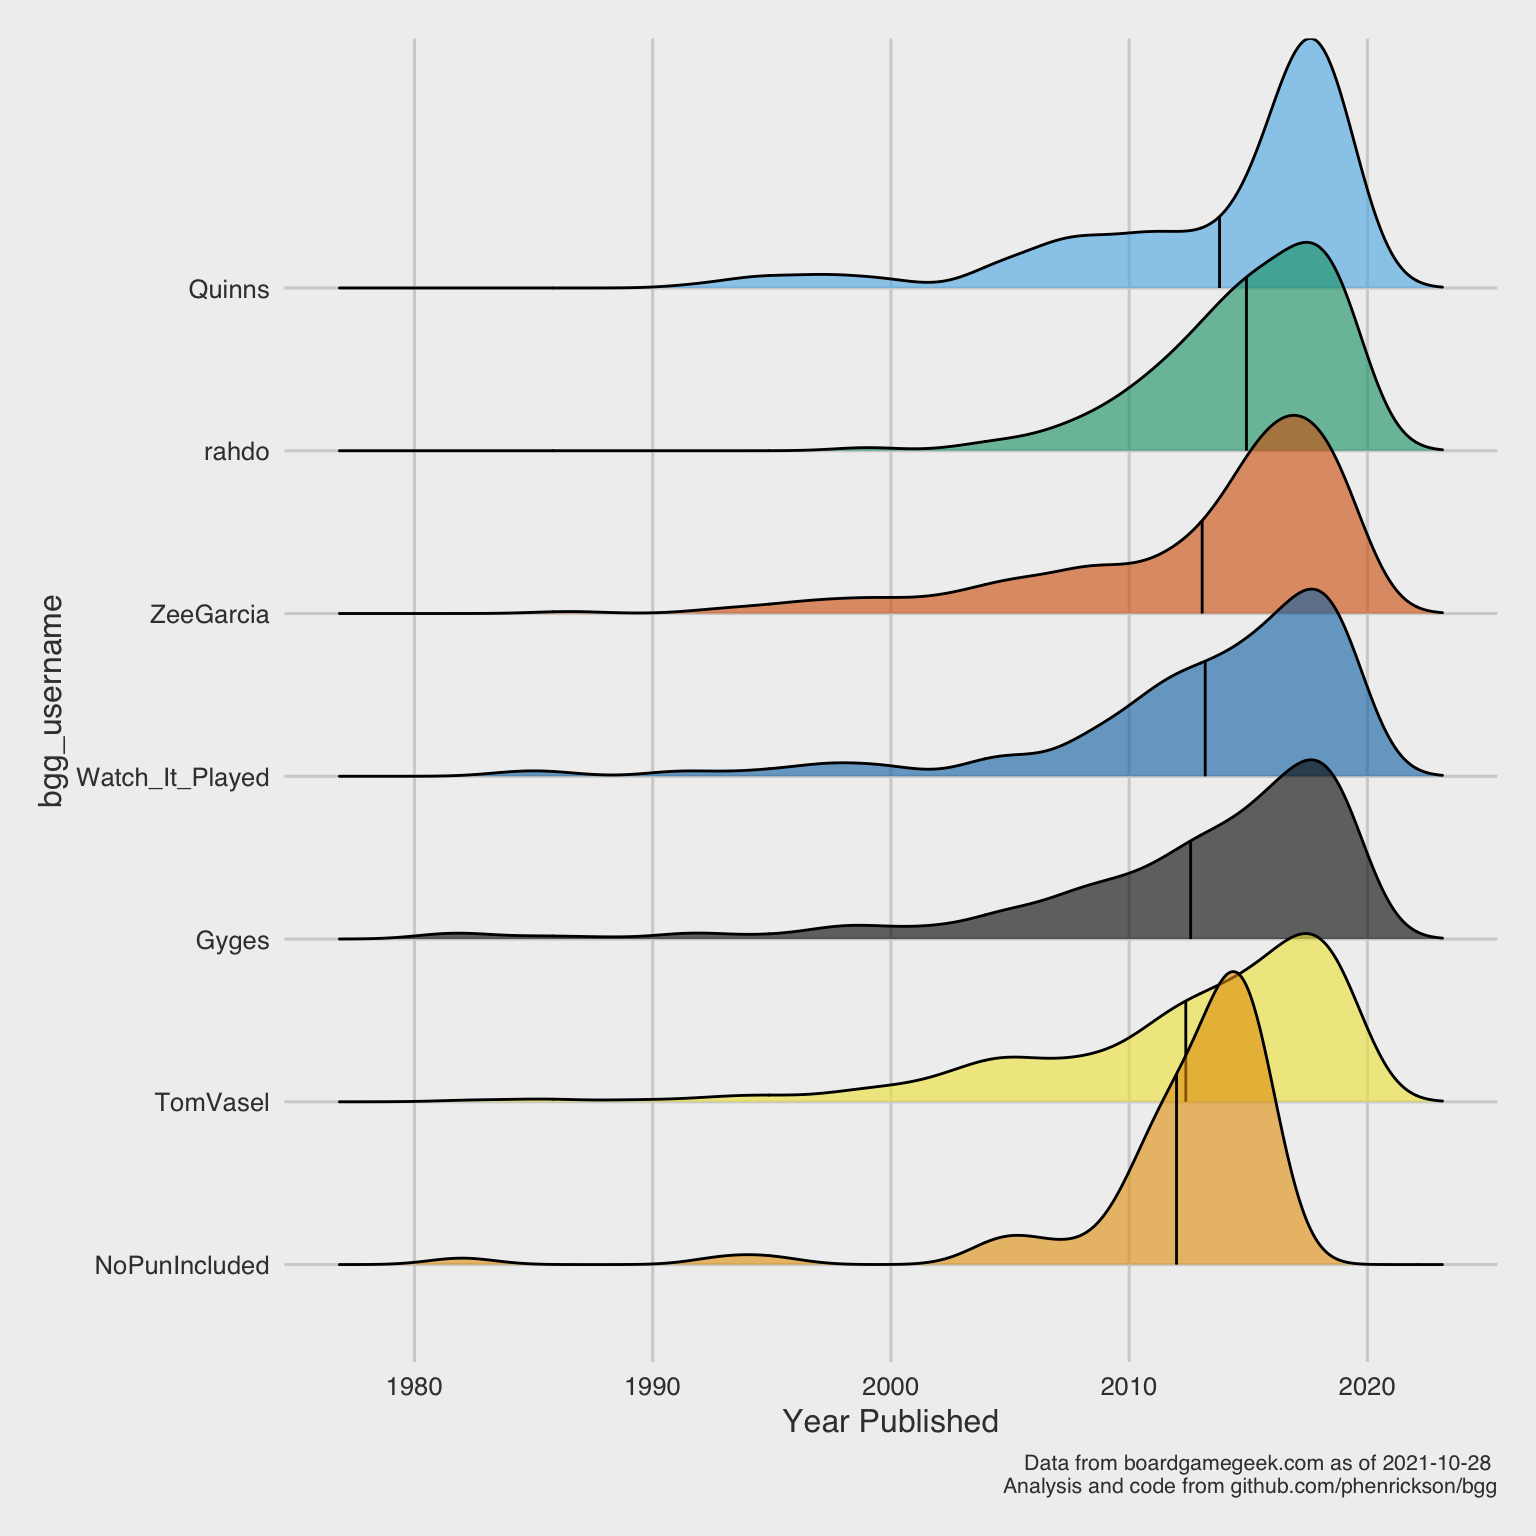 bgg_username
Quinns
rahdo
ZeeGarcia
Watch_It_Played
Gyges
TomVasel
NoPunIncluded
1980 1990 2000 2010 2020
Year Published
Data from boardgamegeek.com as of 2021-10-28
Analysis and code from github.com/phenrickson/bgg